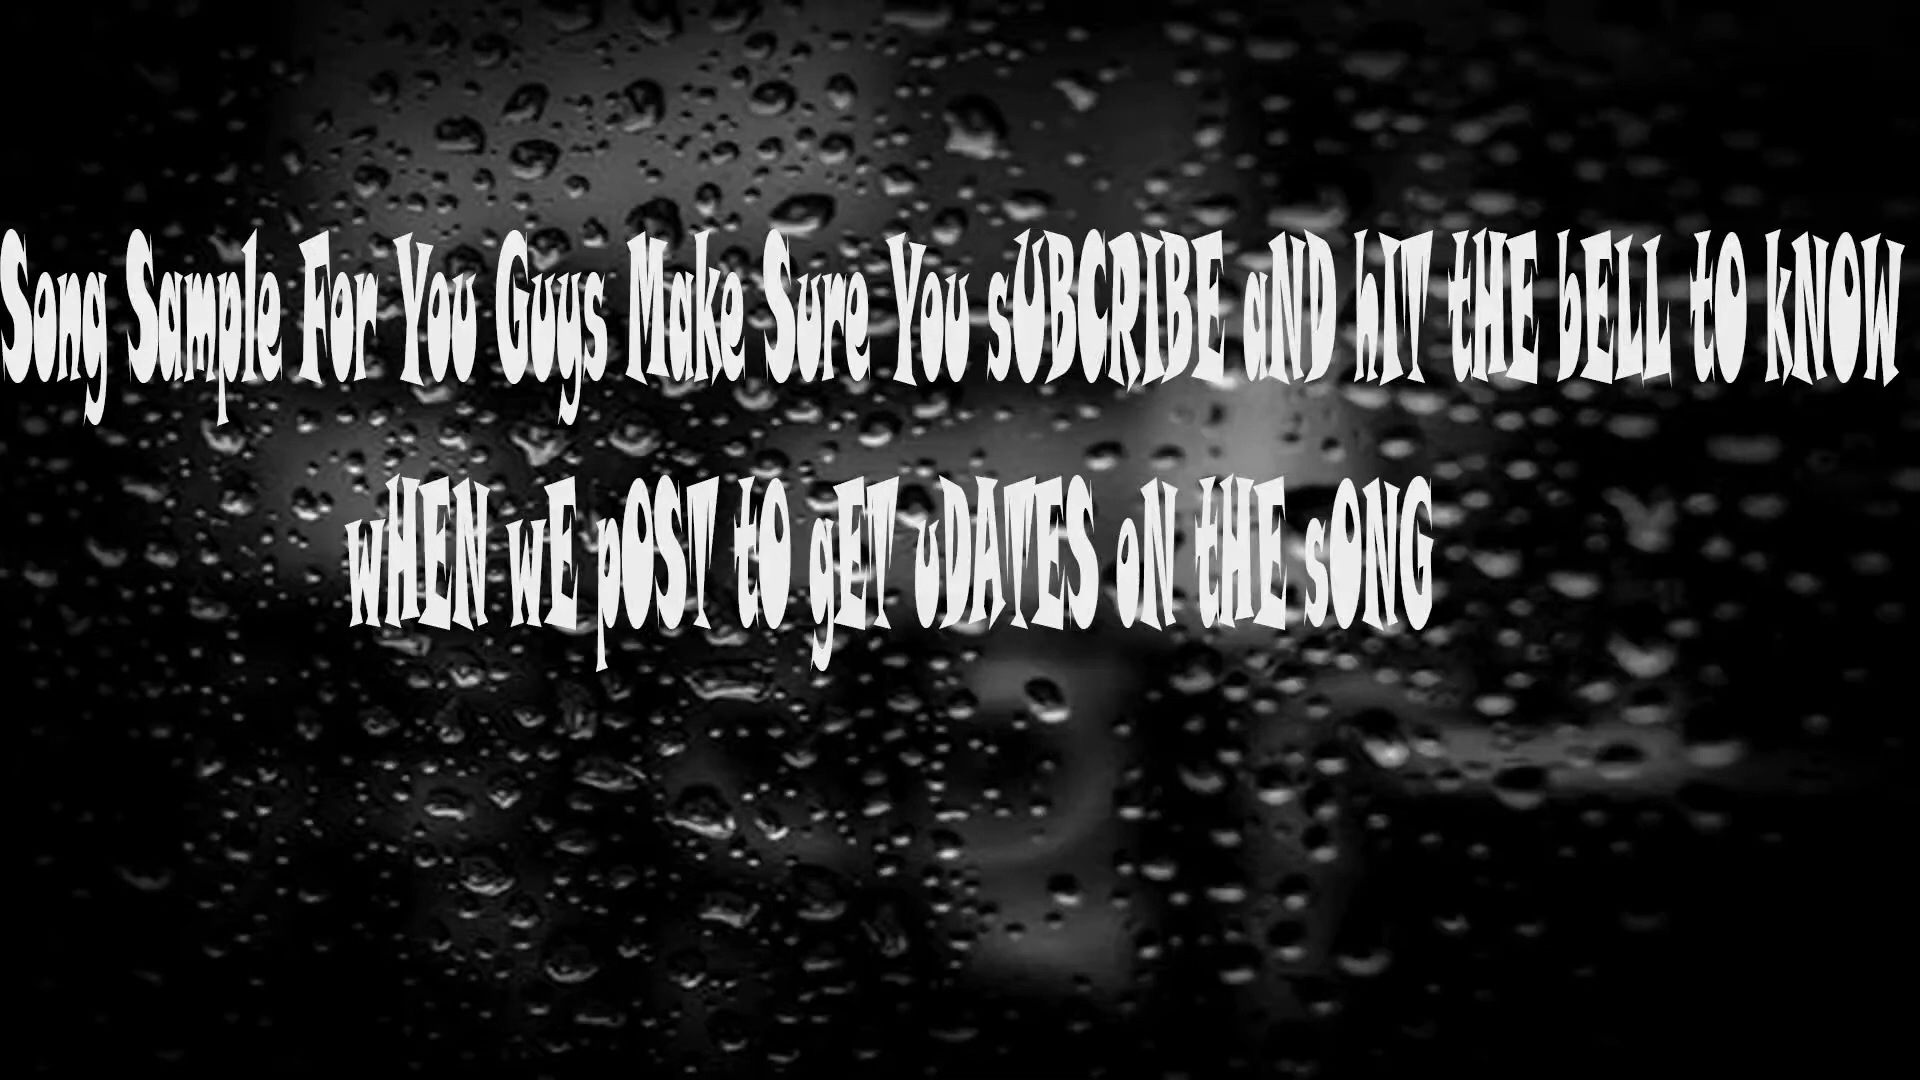 Song Sample For You Guys Make Sure You sUBCRIBE aND hIT tHE bELL tO kNOW
wHEN wE pOST tO gET uDATES oN tHE sONG